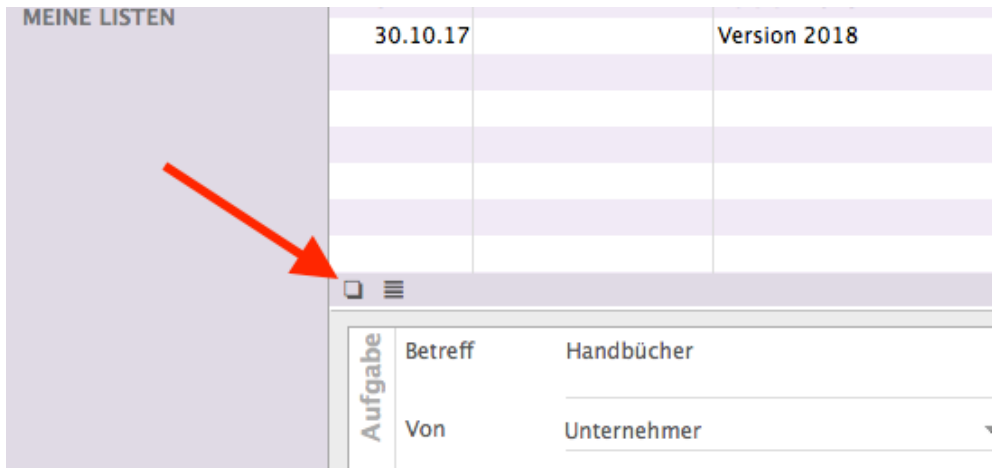 MEINE LISTEN
30.10.17 Version 2018
Aufgabe
Betreff Handbücher
Von Unternehmer